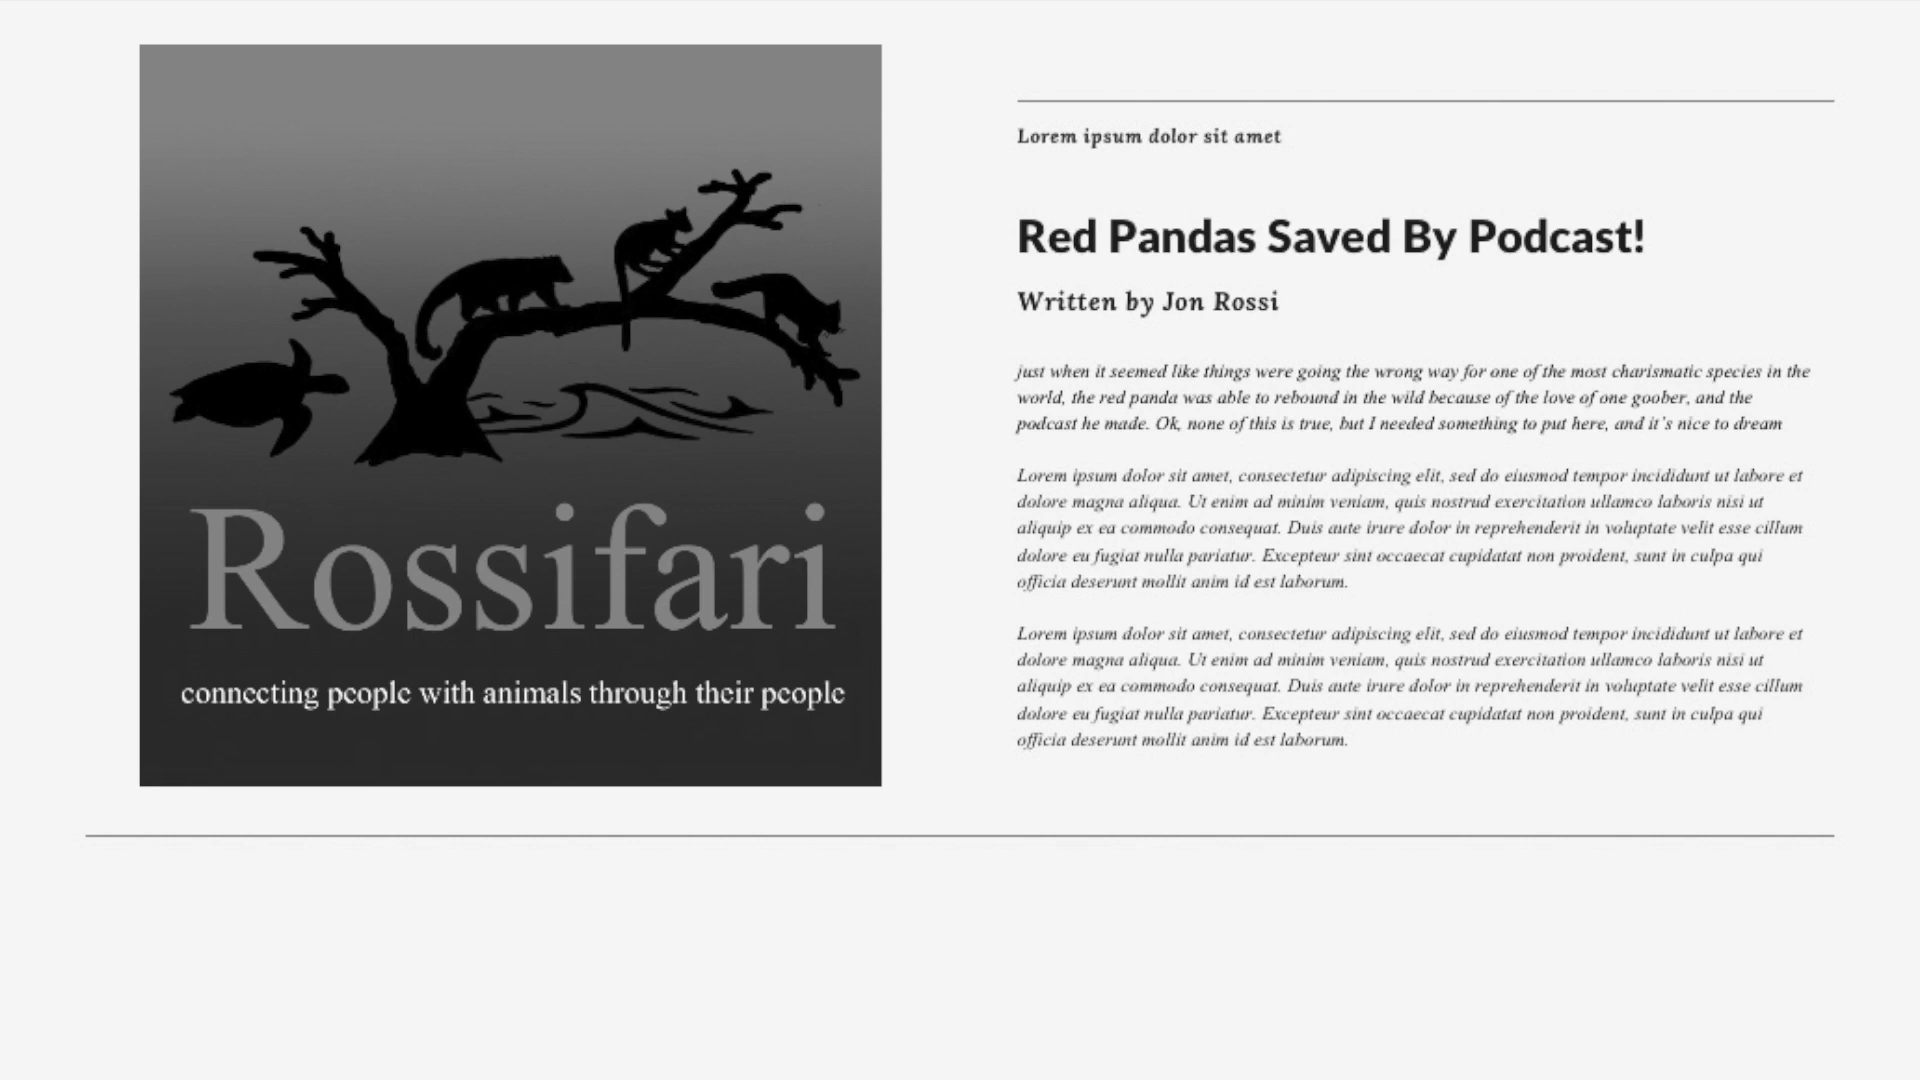 Rossifari
connecting people with animals through their people
Lorem ipsum dolor sit amet
Red Pandas Saved By Podcast!
Written by Jon Rossi
just when it seemed like things were going the wrong way for one of the most charismatic species in the
world, the red panda was able to rebound in the wild because of the love of one goober, and the
podcast he made. Ok, none of this is true, but I needed something to put here, and it's nice to dream
Lorem ipsum dolor sit amet, consectetur adipiscing elit, sed do eiusmod tempor incididunt ut labore et
dolore magna aliqua. Ut enim ad minim veniam, quis nostrud exercitation ullamco laboris nisi ut
aliquip ex ea commodo consequat. Duis aute irure dolor in reprehenderit in voluptate velit esse cillum
dolore eu fugiat nulla pariatur. Excepteur sint occaecat cupidatat non proident, sunt in culpa qui
officia deserunt mollit anim id est laborum.
Lorem ipsum dolor sit amet, consectetur adipiscing elit, sed do eiusmod tempor incididunt ut labore et
dolore magna aliqua. Ut enim ad minim veniam, quis nostrud exercitation ullamco laboris nisi ut
aliquip ex ea commodo consequat. Duis aute irure dolor in reprehenderit in voluptate velit esse cillum
dolore eu fugiat nulla pariatur. Excepteur sint occaecat cupidatat non proident, sunt in culpa qui
officia deserunt mollit anim id est laborum.